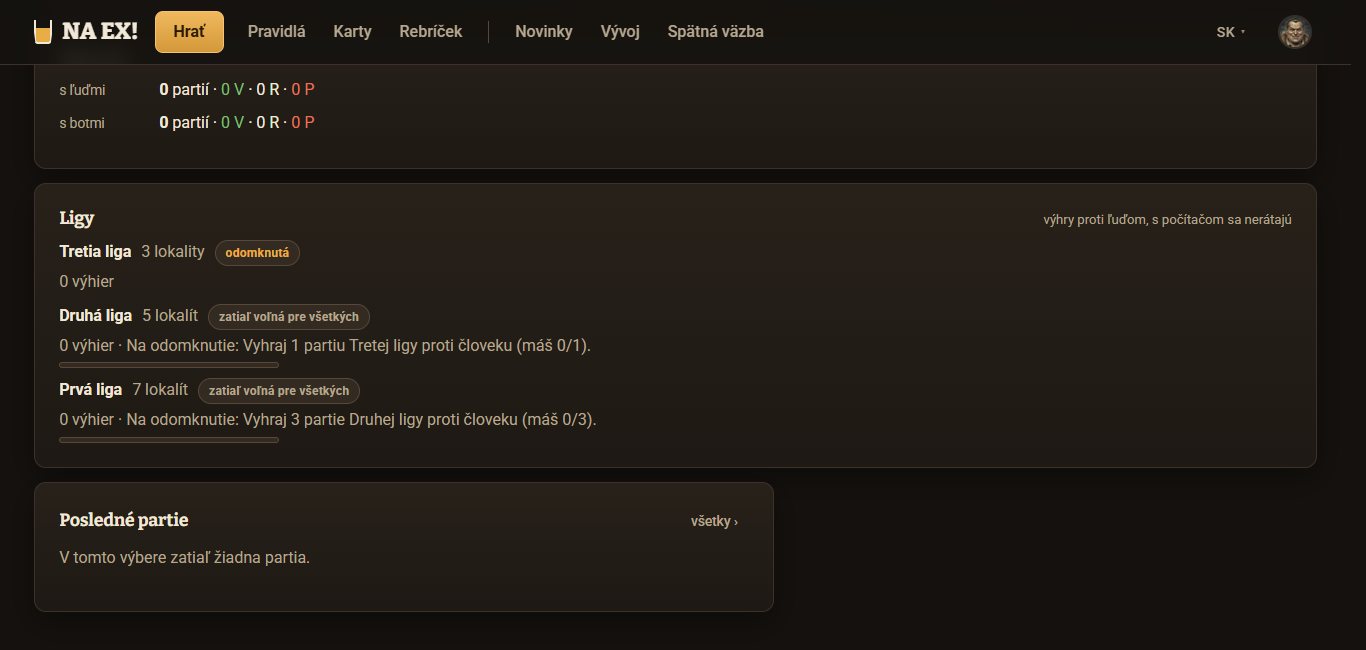 NA EX! Hrať Pravidlá Karty Rebríček Novinky Vývoj Spätná väzba SK
s ľuďmi 0 partií · 0 V · 0 R · 0 P
s botmi 0 partií · 0 V · 0 R · 0 P
Ligy výhry proti ľuďom, s počítačom sa nerátajú
Tretia liga 3 lokality odomknutá
0 výhier
Druhá liga 5 lokalít zatiaľ voľná pre všetkých
0 výhier · Na odomknutie: Vyhraj 1 partiu Tretej ligy proti človeku (máš 0/1).
Prvá liga 7 lokalít zatiaľ voľná pre všetkých
0 výhier · Na odomknutie: Vyhraj 3 partie Druhej ligy proti človeku (máš 0/3).
Posledné partie všetky ›
V tomto výbere zatiaľ žiadna partia.